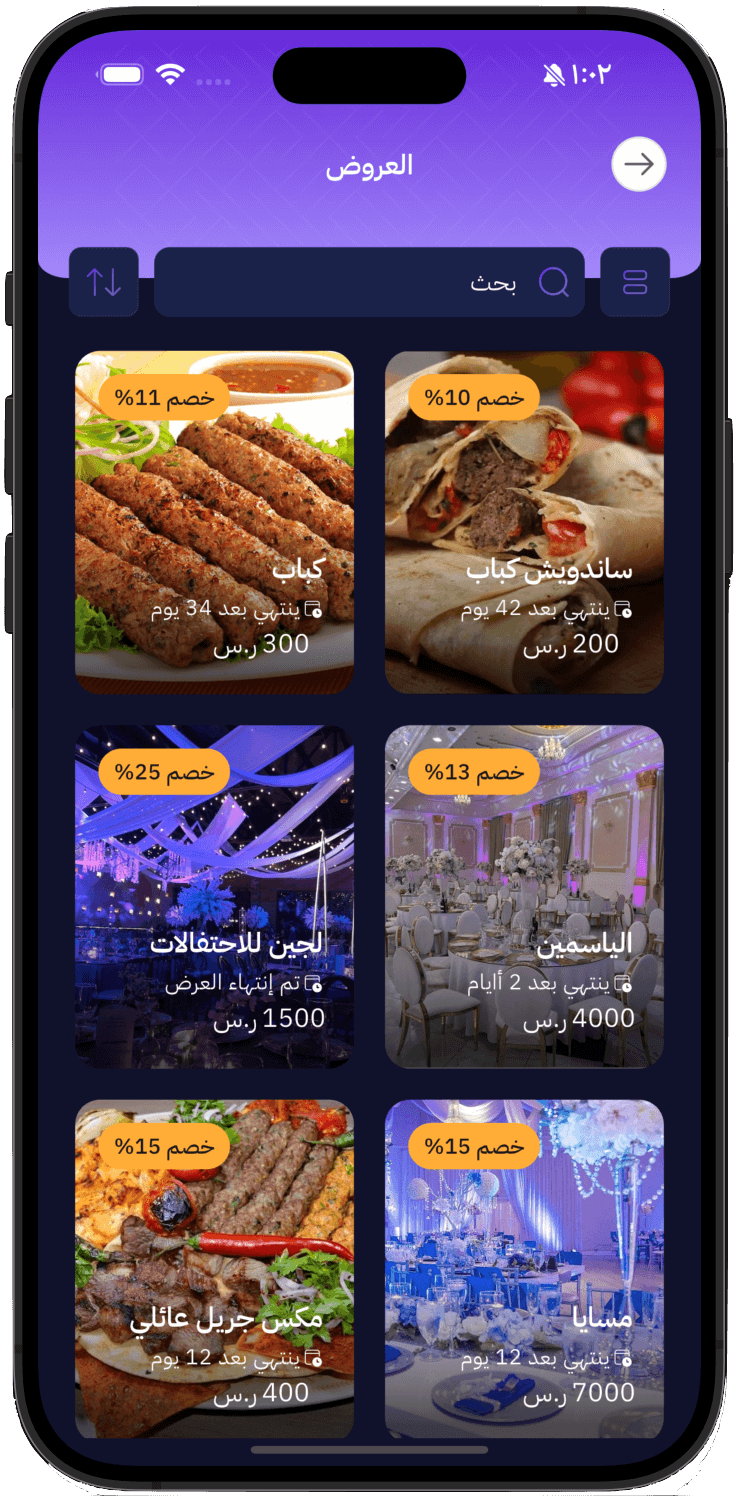 ١:٠٢
العروض
بحث
خصم 10%
ساندويش كباب
ينتهي بعد 42 يوم
200 ر.س
خصم 11%
كباب
ينتهي بعد 34 يوم
300 ر.س
خصم 13%
الياسمين
ينتهي بعد 2 أايام
4000 ر.س
خصم 25%
لجين للاحتفالات
تم إنتهاء العرض
1500 ر.س
خصم 15%
مسايا
ينتهي بعد 12 يوم
7000 ر.س
خصم 15%
مكس جريل عائلي
ينتهي بعد 12 يوم
400 ر.س